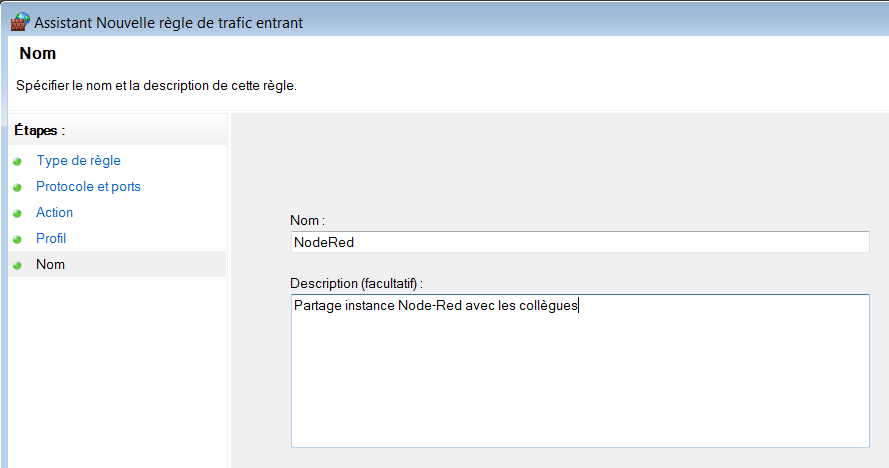 Assistant Nouvelle règle de trafic entrant
Nom
Spécifier le nom et la description de cette règle.
Étapes :
Type de règle
Protocole et ports
Action
Profil
Nom
Nom :
NodeRed
Description (facultatif) :
Partage instance Node-Red avec les collègues